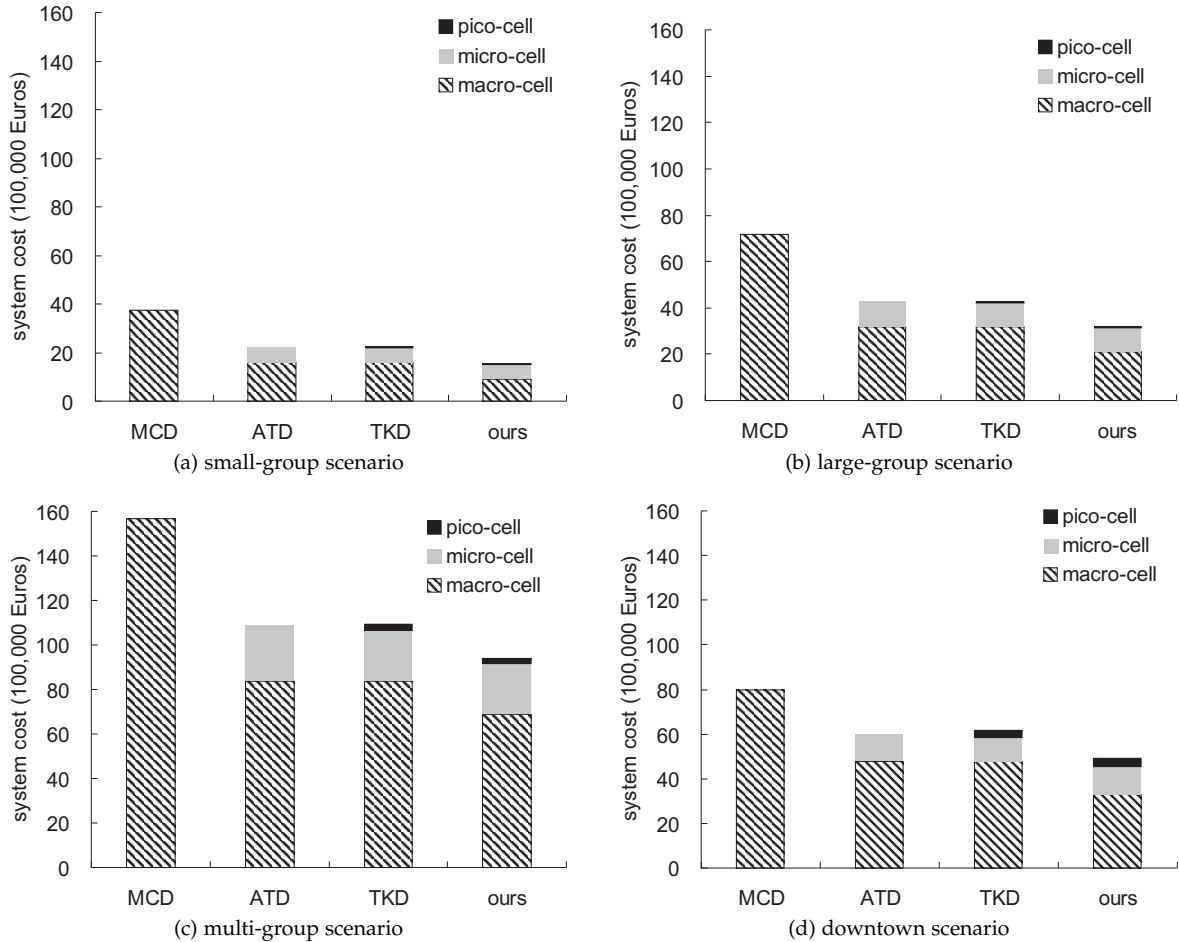 system cost (100,000 Euros)
160
140
120
100
80
60
40
20
0
pico-cell
micro-cell
macro-cell
MCD ATD TKD ours
(a) small-group scenario
system cost (100,000 Euros)
160
140
120
100
80
60
40
20
0
pico-cell
micro-cell
macro-cell
MCD ATD TKD ours
(b) large-group scenario
system cost (100,000 Euros)
160
140
120
100
80
60
40
20
0
pico-cell
micro-cell
macro-cell
MCD ATD TKD ours
(c) multi-group scenario
system cost (100,000 Euros)
160
140
120
100
80
60
40
20
0
pico-cell
micro-cell
macro-cell
MCD ATD TKD ours
(d) downtown scenario